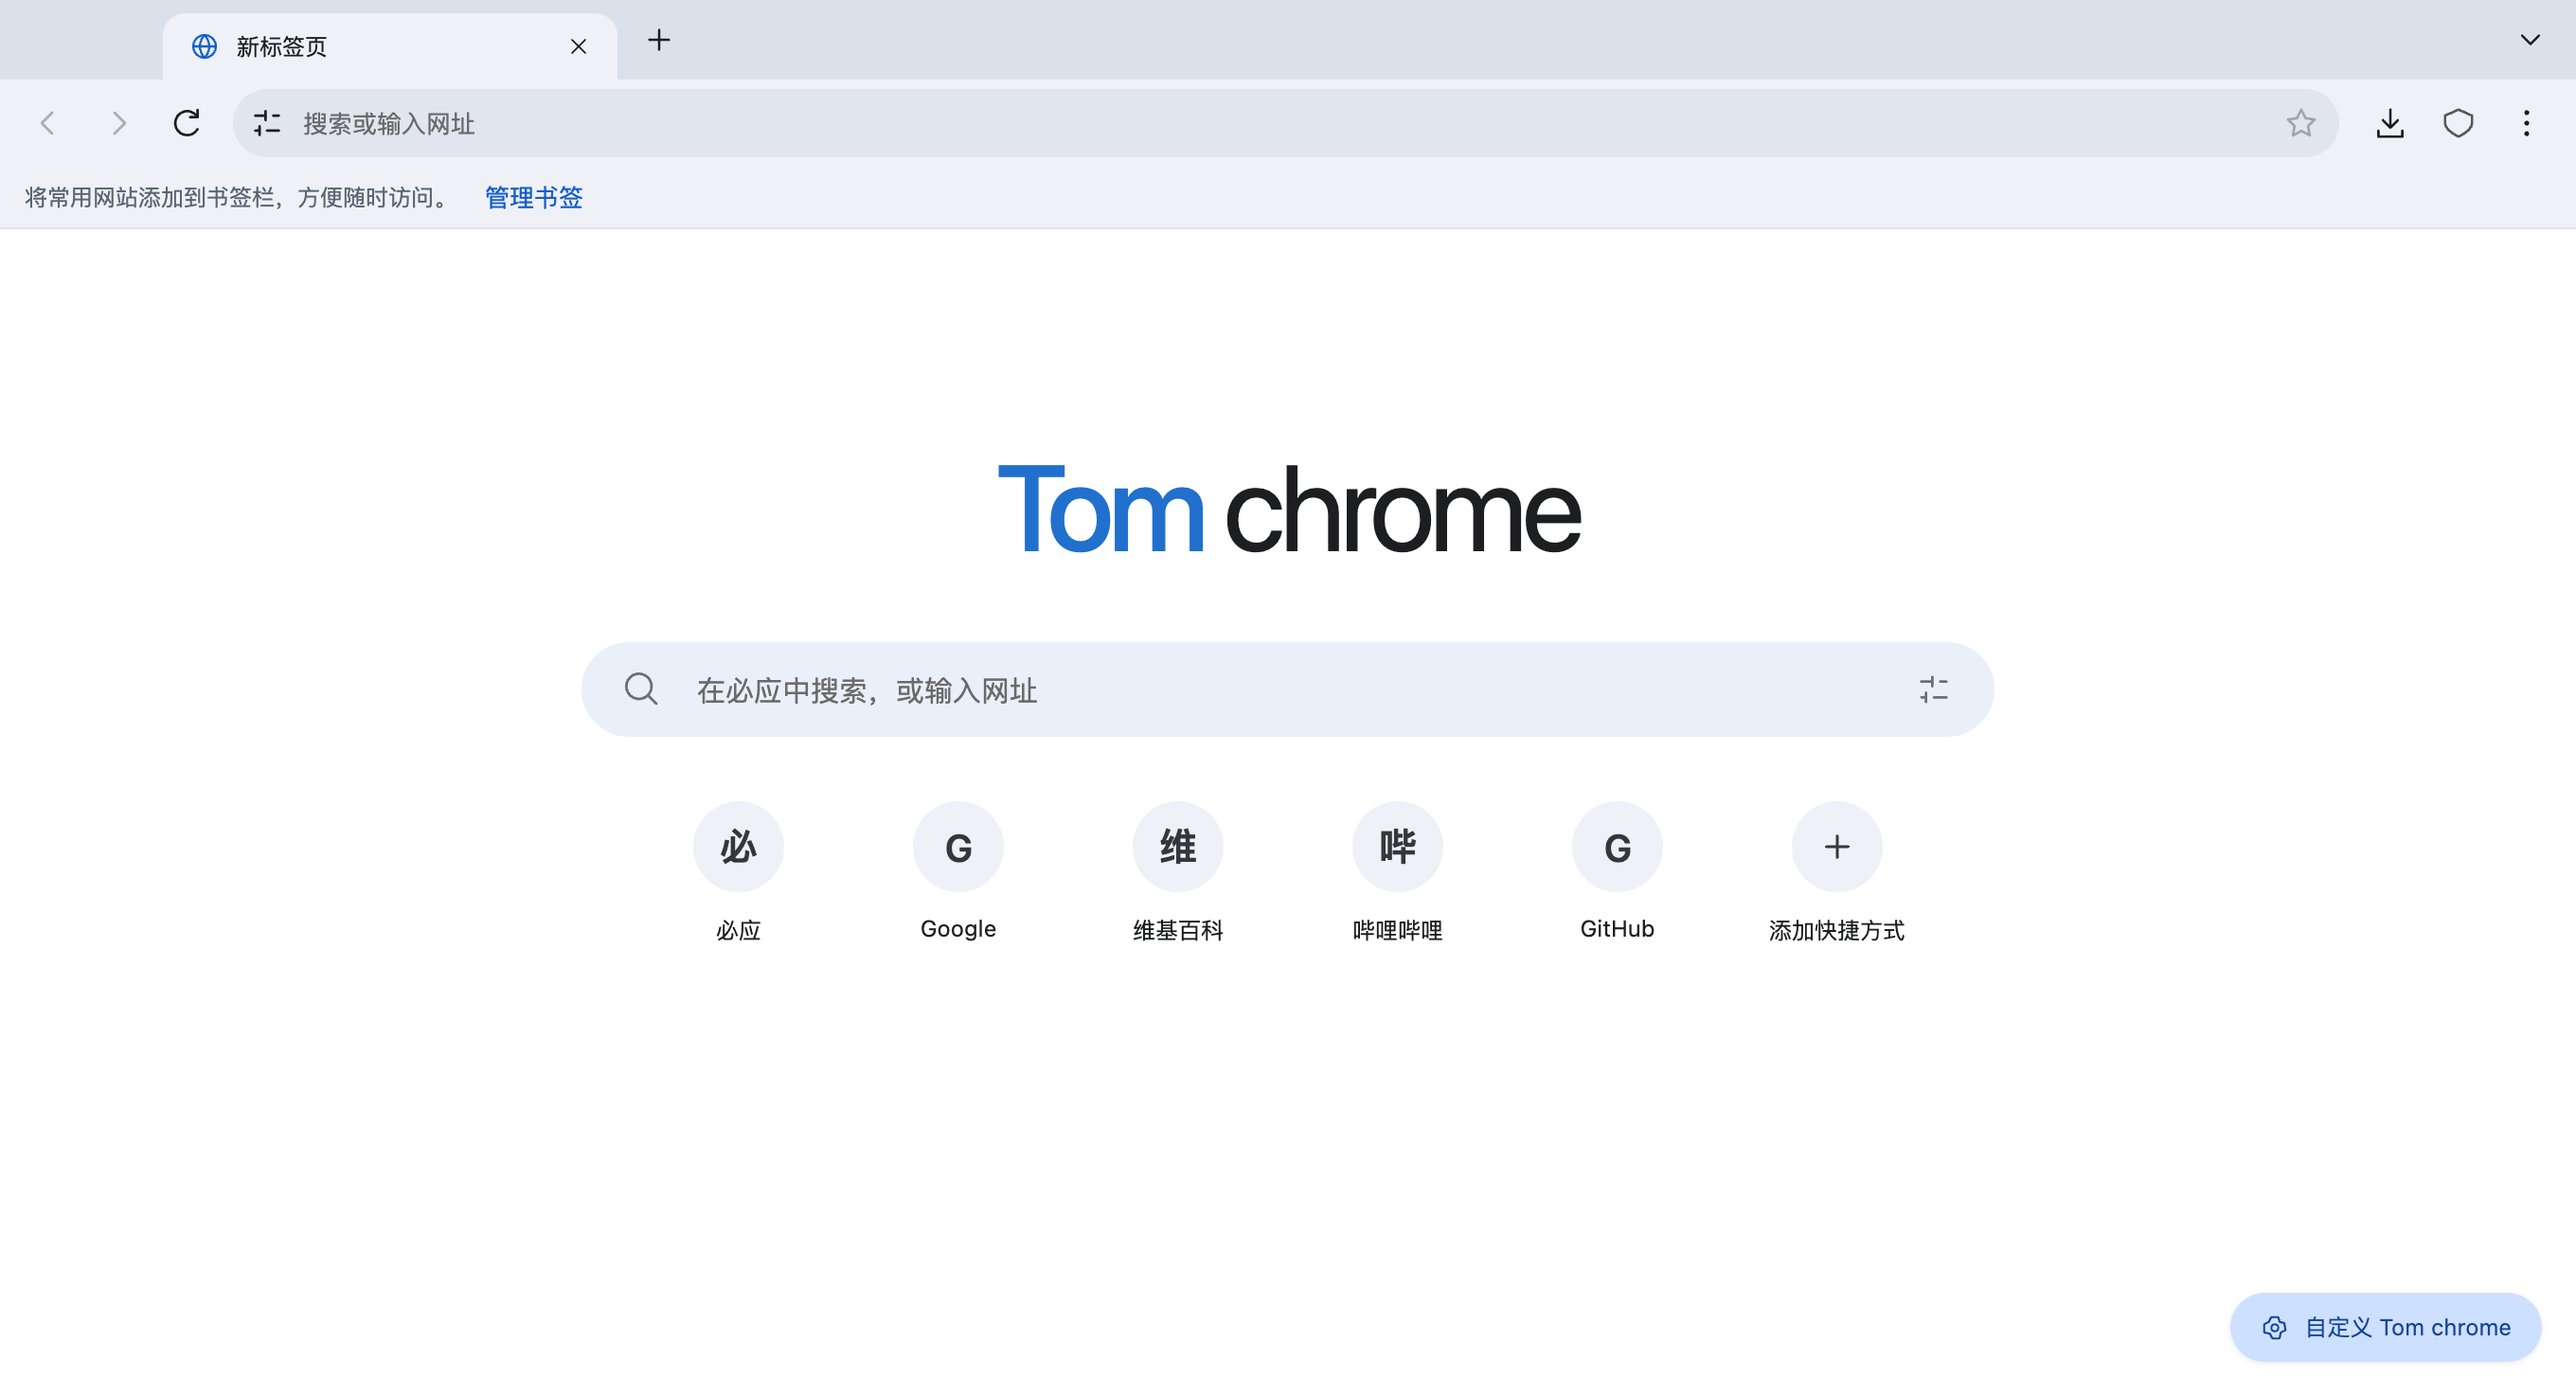 新标签页
搜索或输入网址
将常用网站添加到书签栏，方便随时访问。 管理书签
Tom chrome
在必应中搜索，或输入网址
必 G 维 哔 G
必应 Google 维基百科 哔哩哔哩 GitHub 添加快捷方式
自定义 Tom chrome